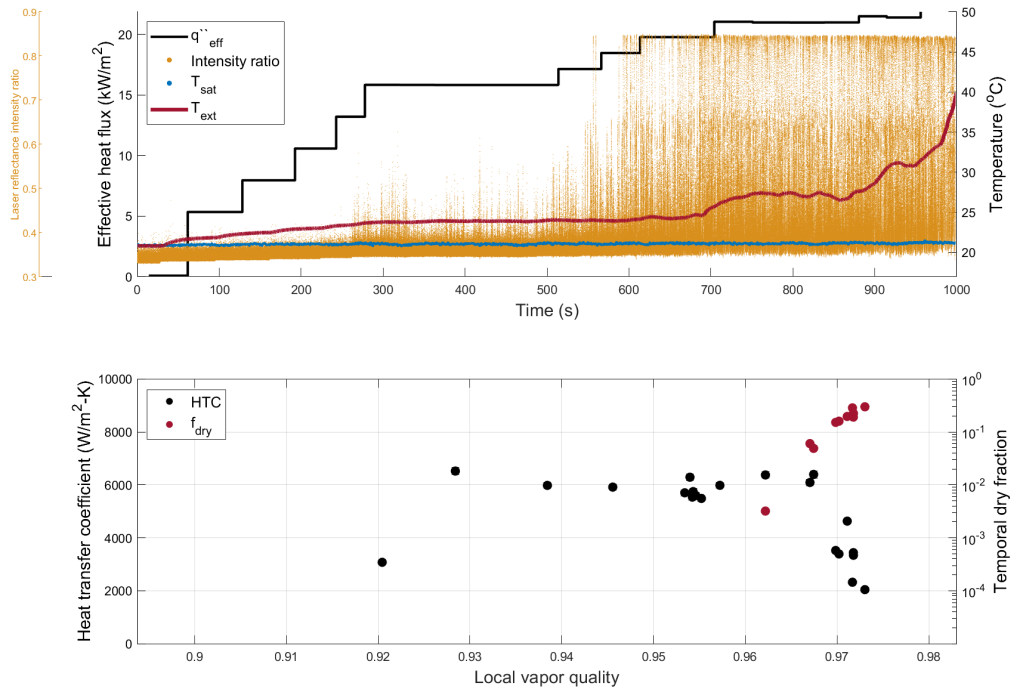 0.9
0.8
0.7
0.6
0.5
0.4
0.3
Laser reflectance intensity ratio
20
15
10
5
0
Effective heat flux (kW/m²)
q``eff
Intensity ratio
Tsat
Text
50
45
40
35
30
25
20
Temperature (⁰C)
0 100 200 300 400 500 600 700 800 900 1000
Time (s)
10000
8000
6000
4000
2000
0
Heat transfer coefficient (W/m²-K)
HTC
fdry
10⁰
10⁻¹
10⁻²
10⁻³
10⁻⁴
Temporal dry fraction
0.9 0.91 0.92 0.93 0.94 0.95 0.96 0.97 0.98
Local vapor quality